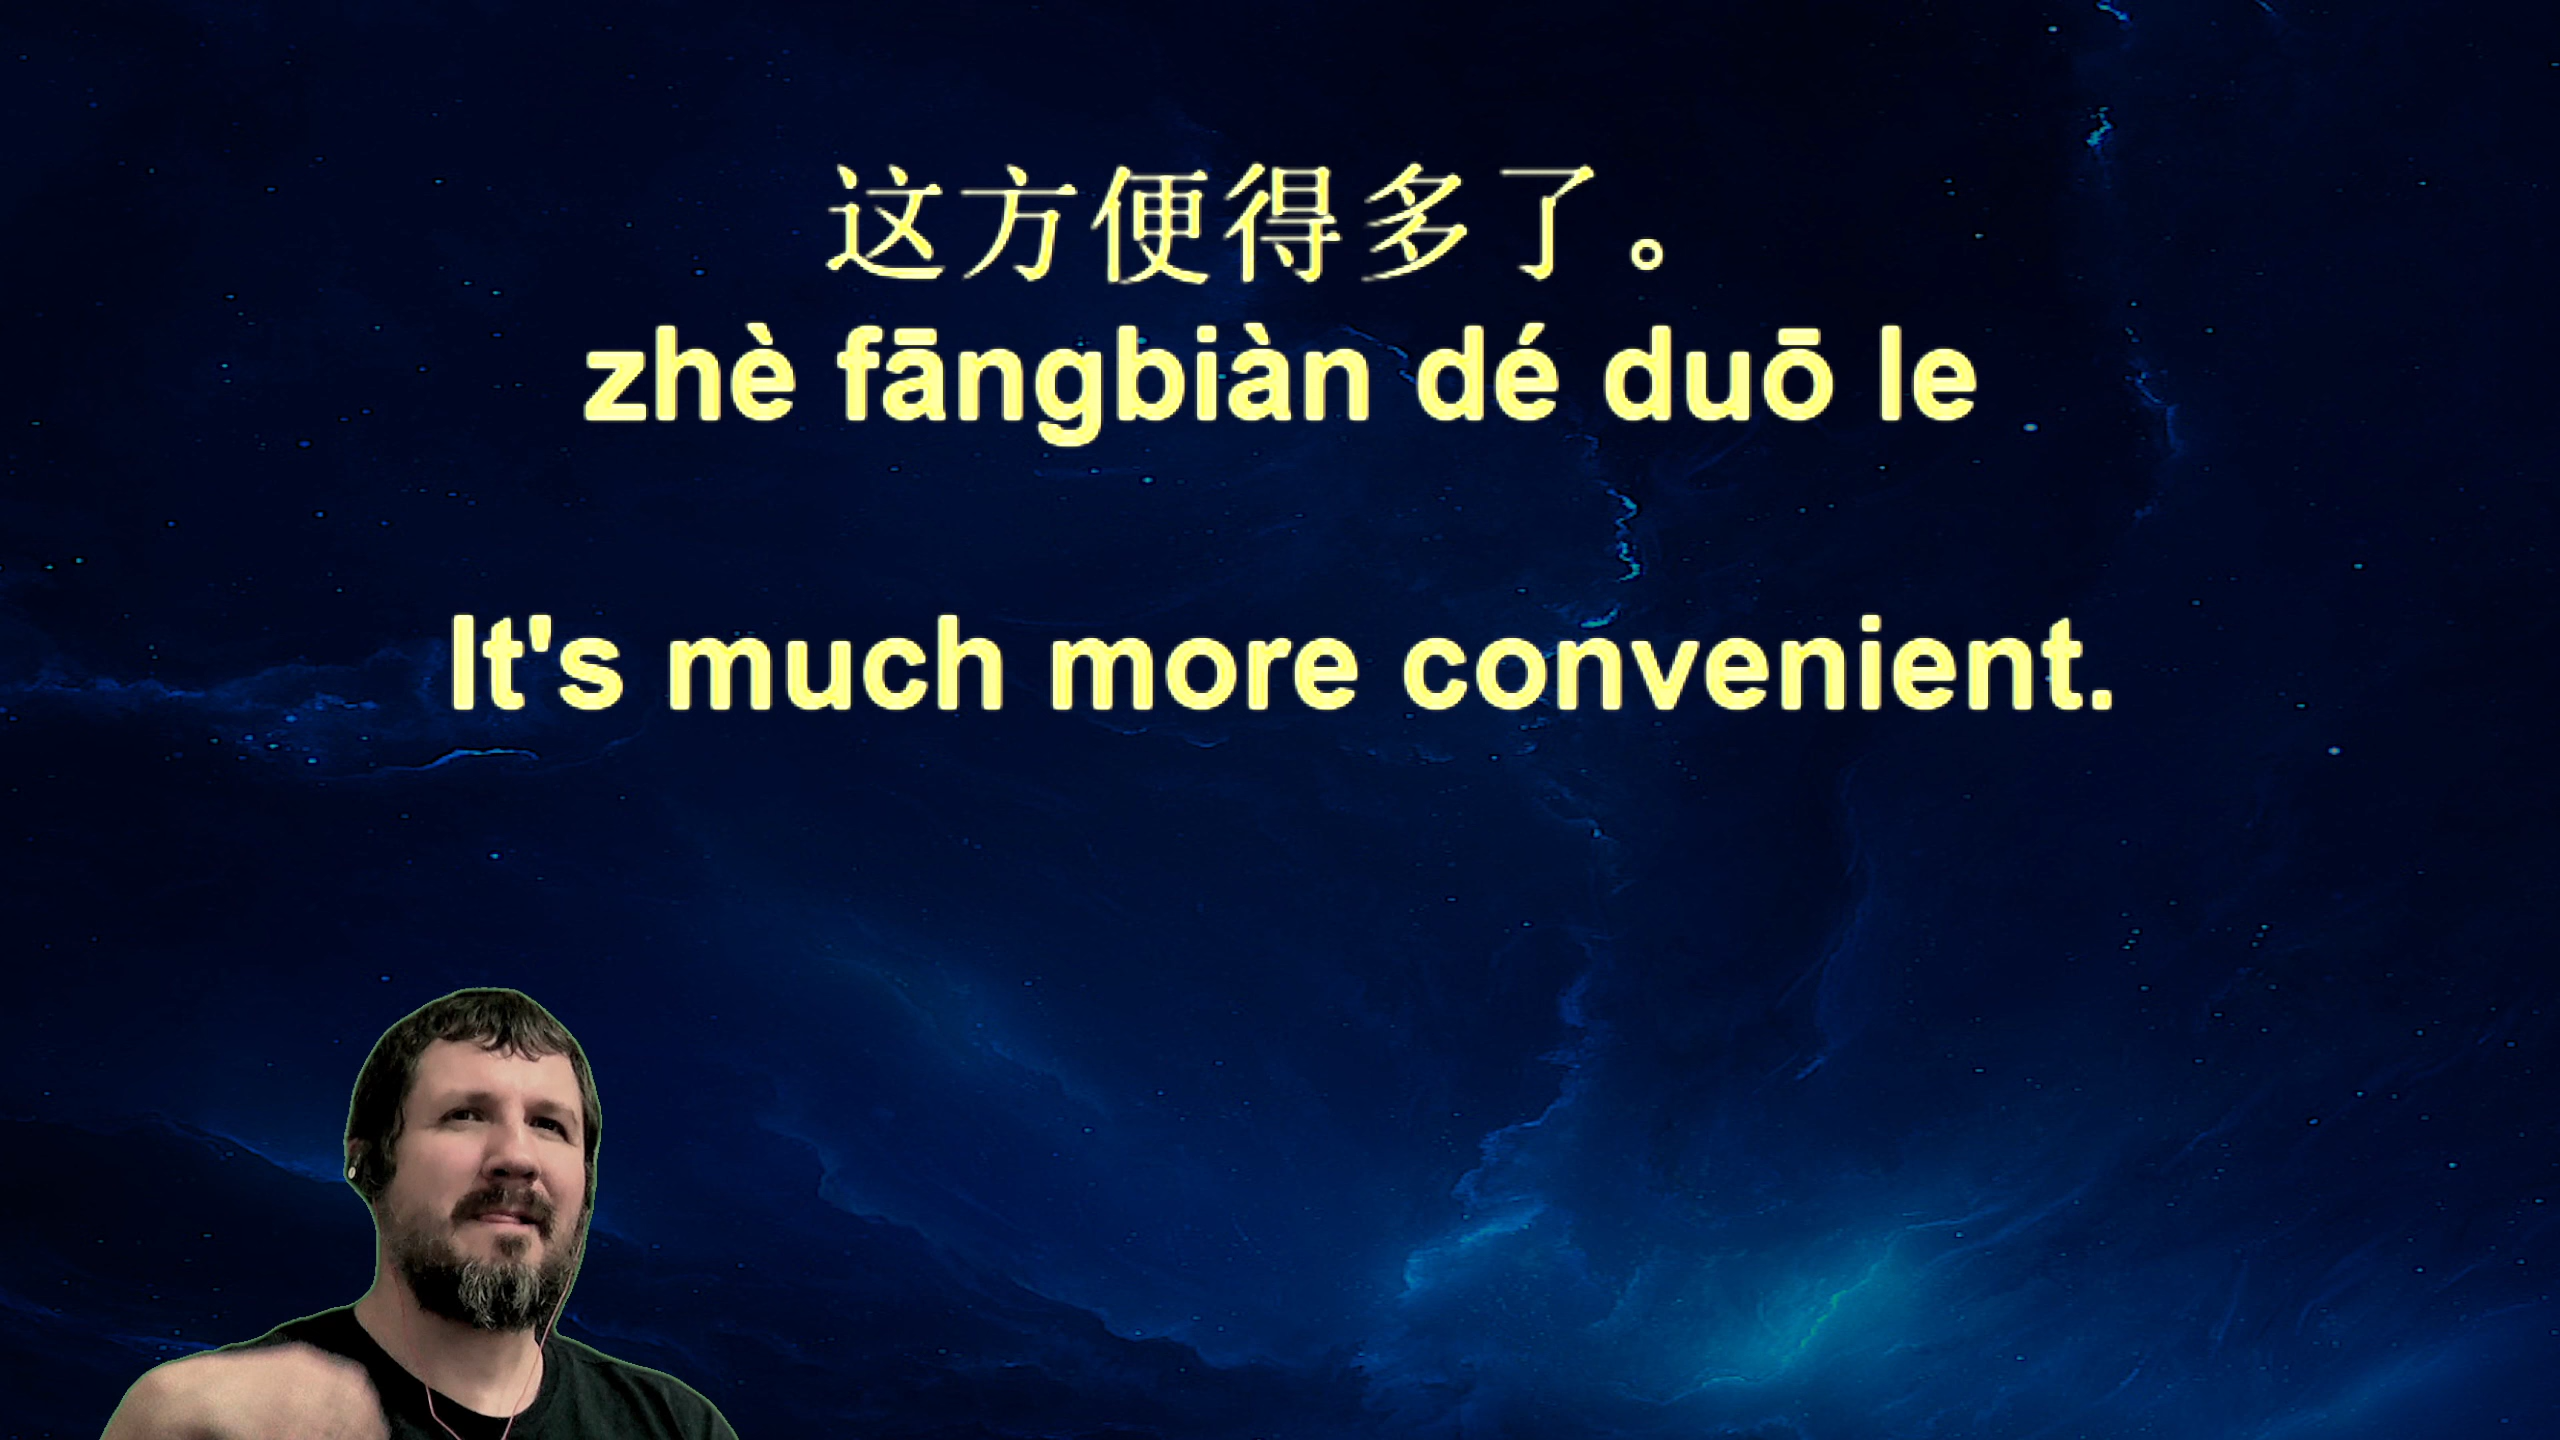 这方便得多了。
zhè fāngbiàn dé duō le
It's much more convenient.